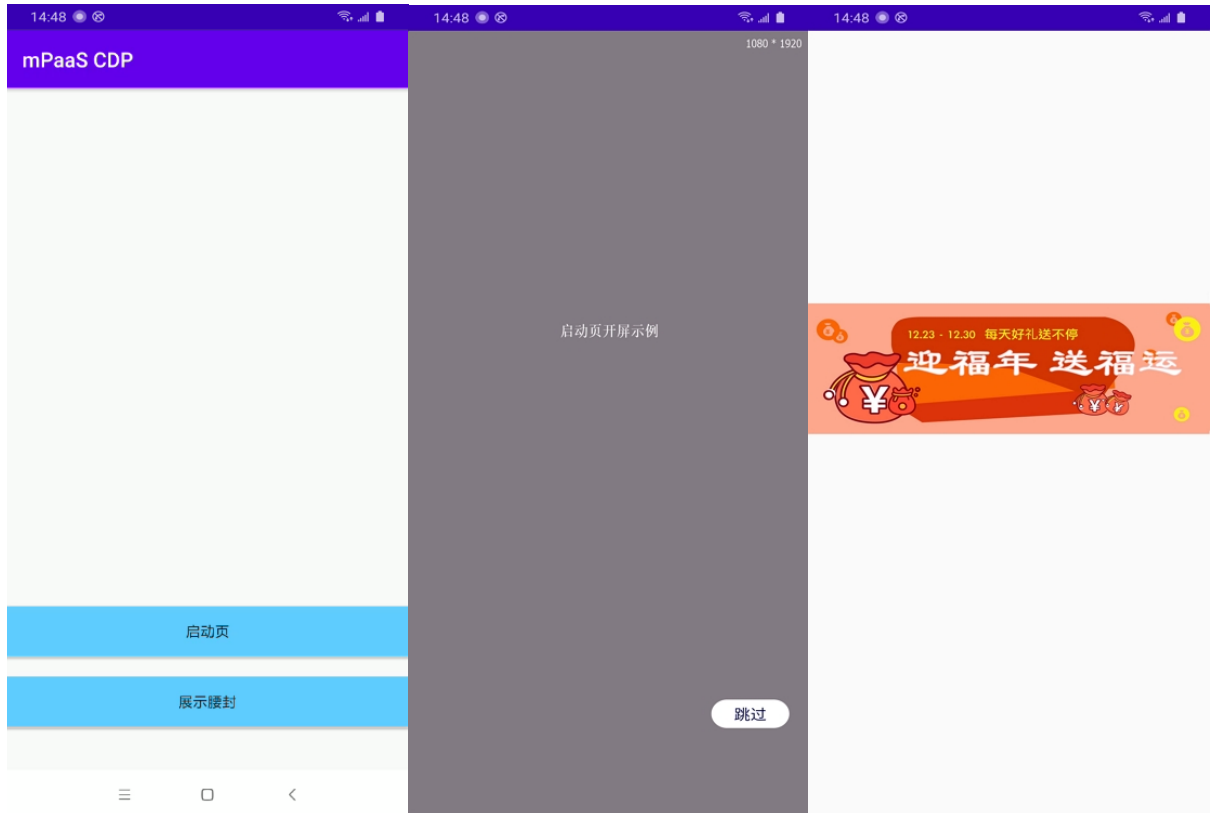 14:48
mPaaS CDP
启动页
展示腰封
14:48
1080 * 1920
启动页开屏示例
跳过
14:48
12.23 - 12.30 每天好礼送不停
迎福年 送福运
¥
¥
¥